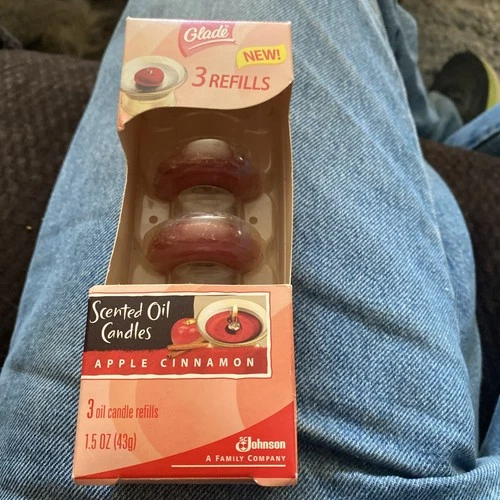 Glade
NEW!
3 REFILLS
Scented Oil
Candles
APPLE CINNAMON
3 oil candle refills
1.5 OZ (43g)
SC Johnson
A FAMILY COMPANY